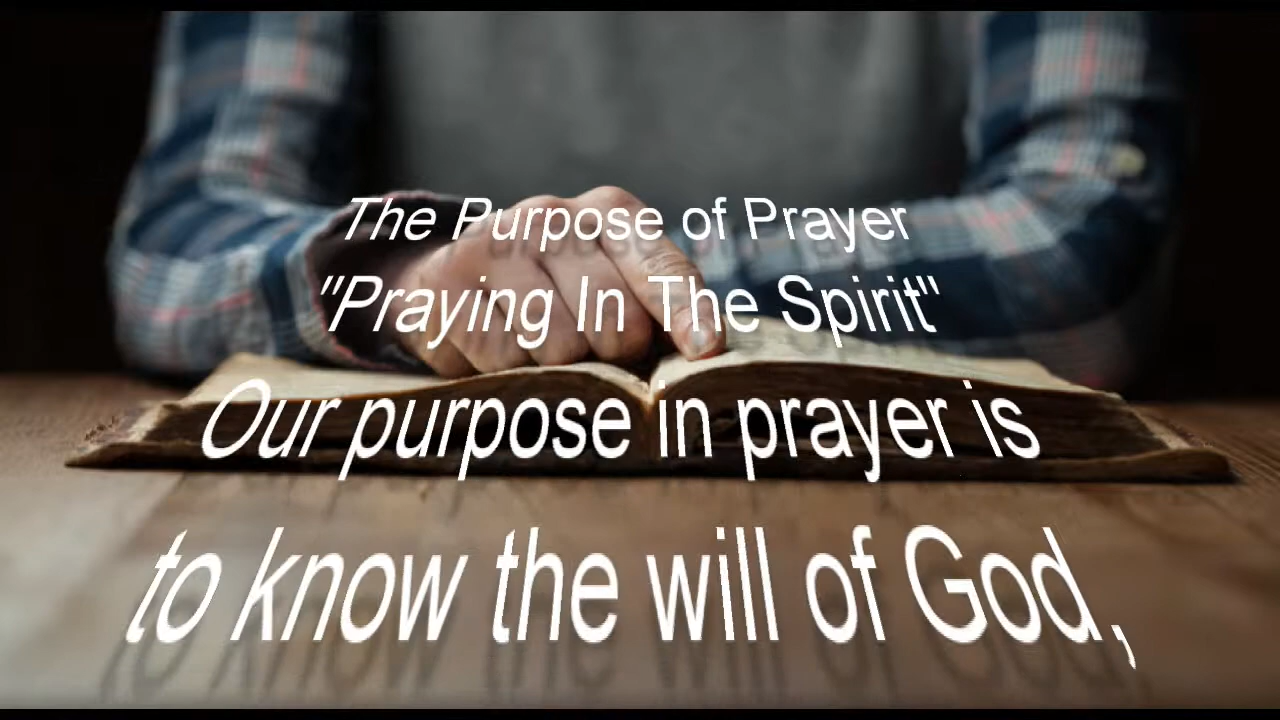 The Purpose of Prayer
"Praying In The Spirit"
Our purpose in prayer is
to know the will of God,